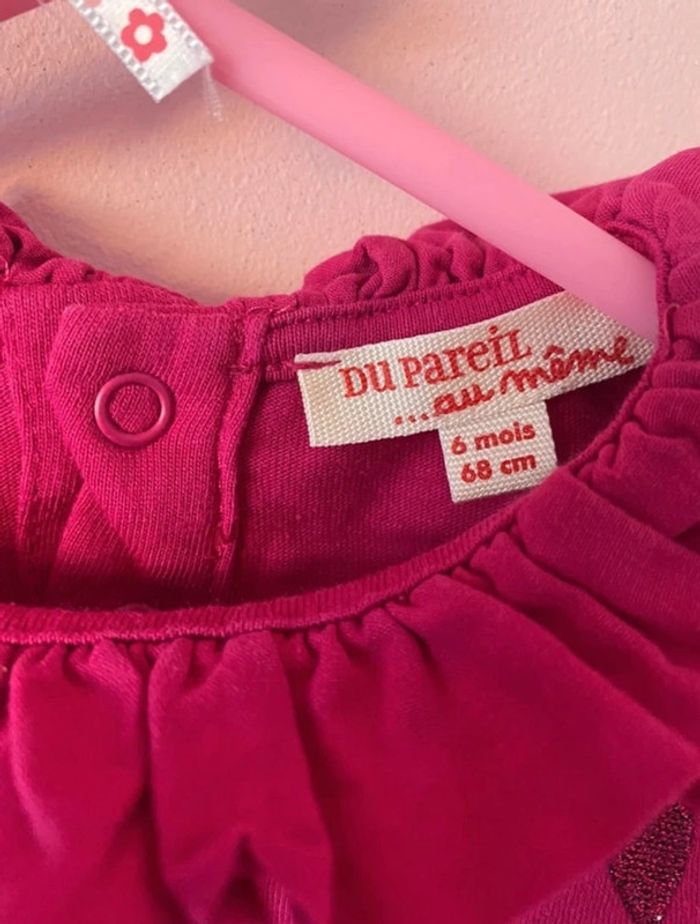 DU PAREIL
...au même
6 mois
68 cm